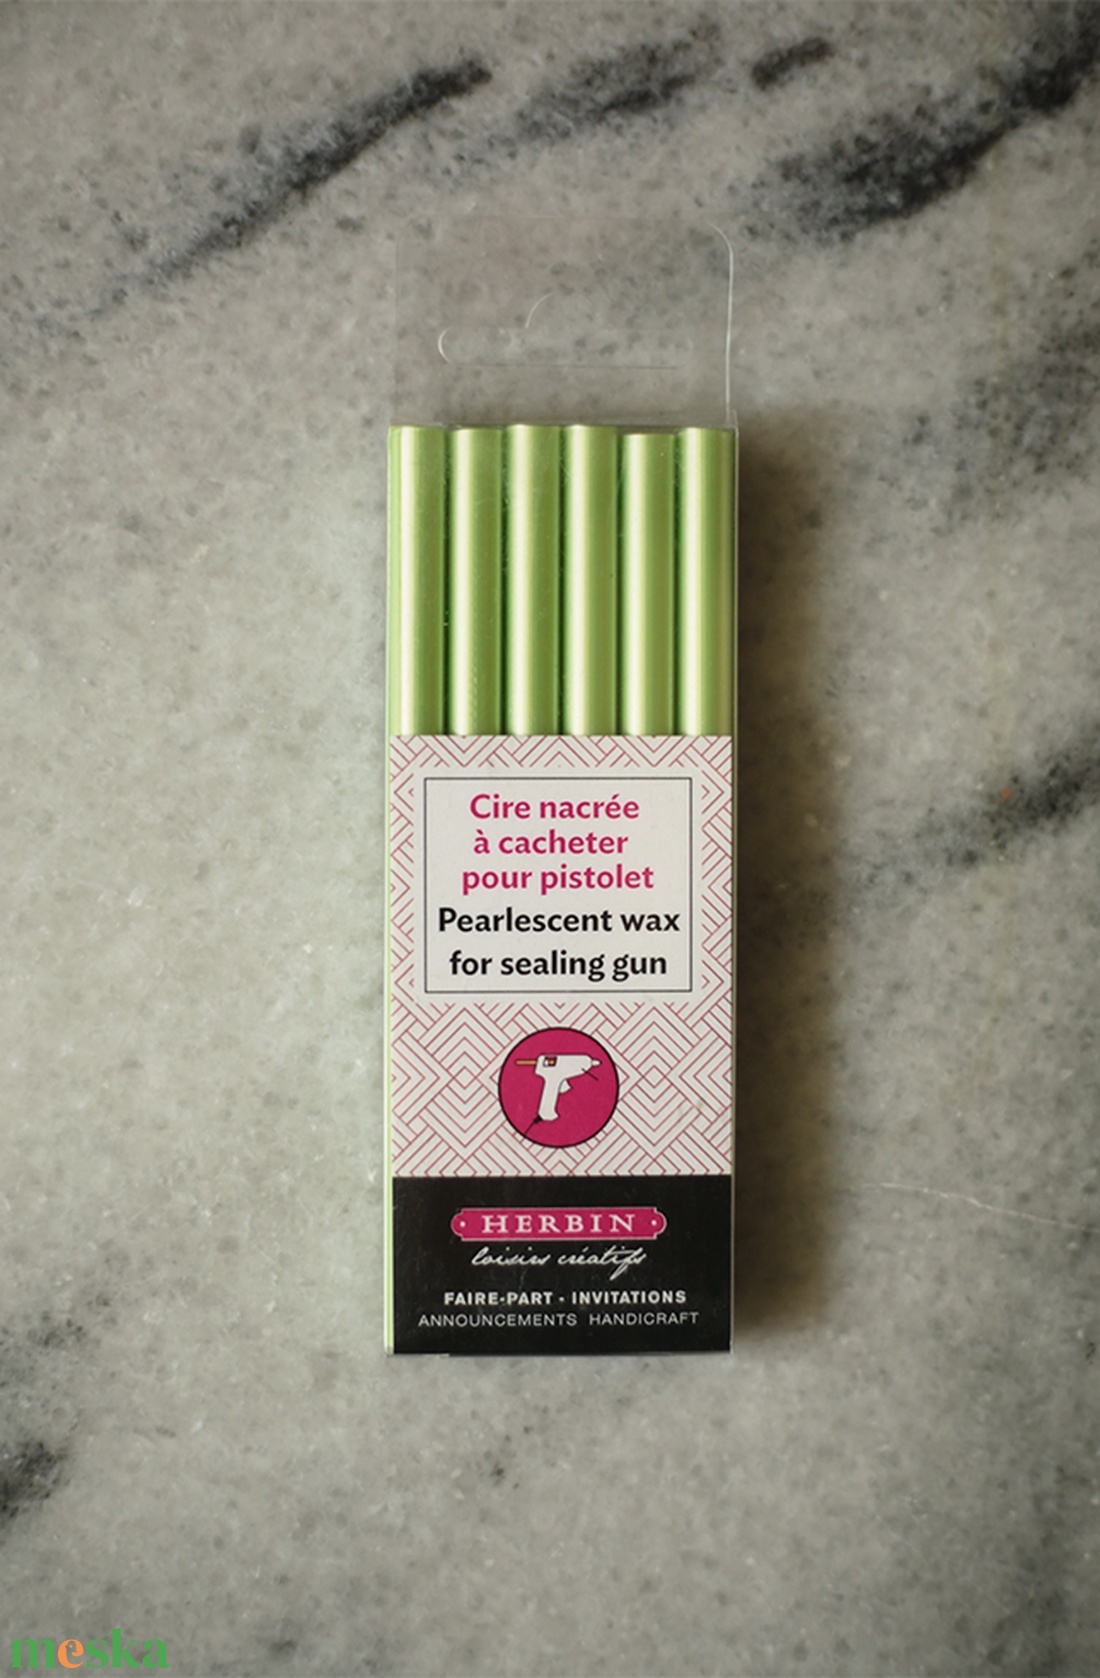 Cire nacrée
à cacheter
pour pistolet
Pearlescent wax
for sealing gun
HERBIN
loisirs créatifs
FAIRE-PART - INVITATIONS
ANNOUNCEMENTS HANDICRAFT
meska